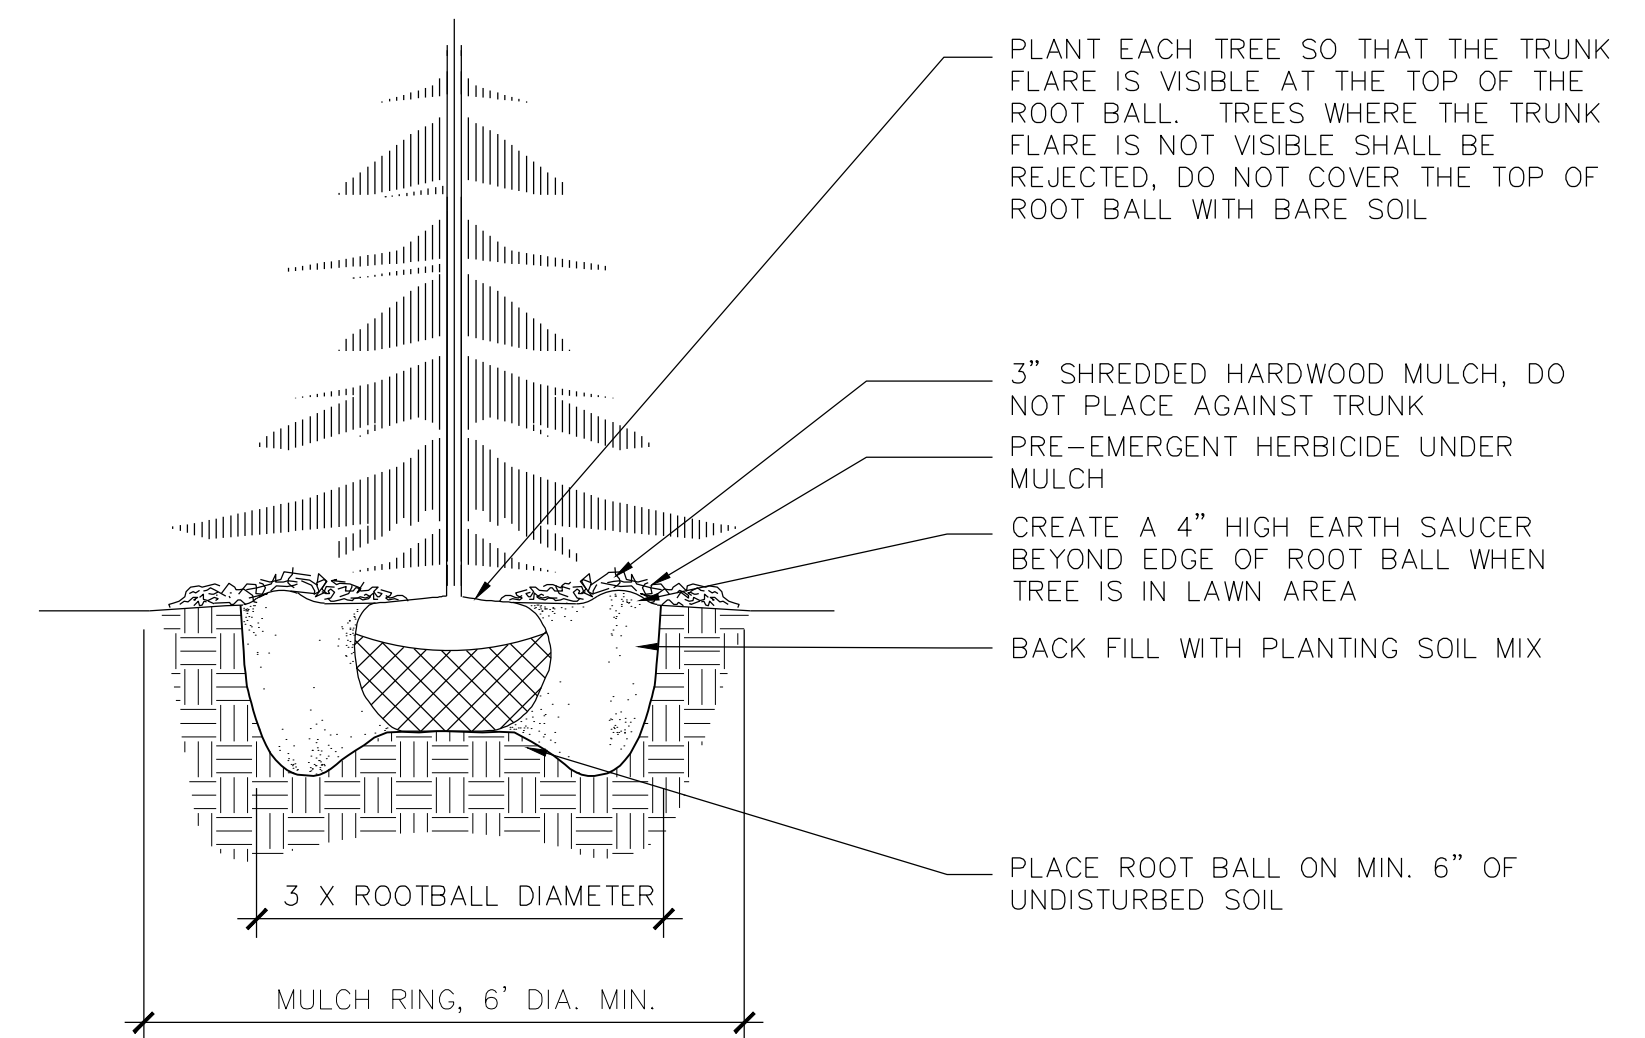 PLANT EACH TREE SO THAT THE TRUNK
FLARE IS VISIBLE AT THE TOP OF THE
ROOT BALL. TREES WHERE THE TRUNK
FLARE IS NOT VISIBLE SHALL BE
REJECTED, DO NOT COVER THE TOP OF
ROOT BALL WITH BARE SOIL
3" SHREDDED HARDWOOD MULCH, DO
NOT PLACE AGAINST TRUNK
PRE-EMERGENT HERBICIDE UNDER
MULCH
CREATE A 4" HIGH EARTH SAUCER
BEYOND EDGE OF ROOT BALL WHEN
TREE IS IN LAWN AREA
BACK FILL WITH PLANTING SOIL MIX
PLACE ROOT BALL ON MIN. 6" OF
UNDISTURBED SOIL
3 X ROOTBALL DIAMETER
MULCH RING, 6' DIA. MIN.